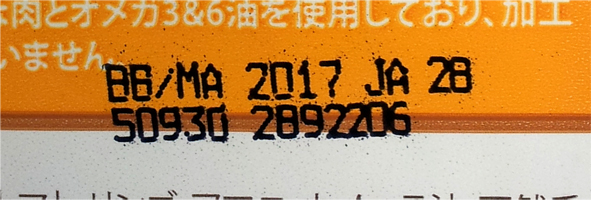 肉とオメガ3&6油を使用しており、加工
いません。
BB/MA 2017 JA 28
50930 2892206